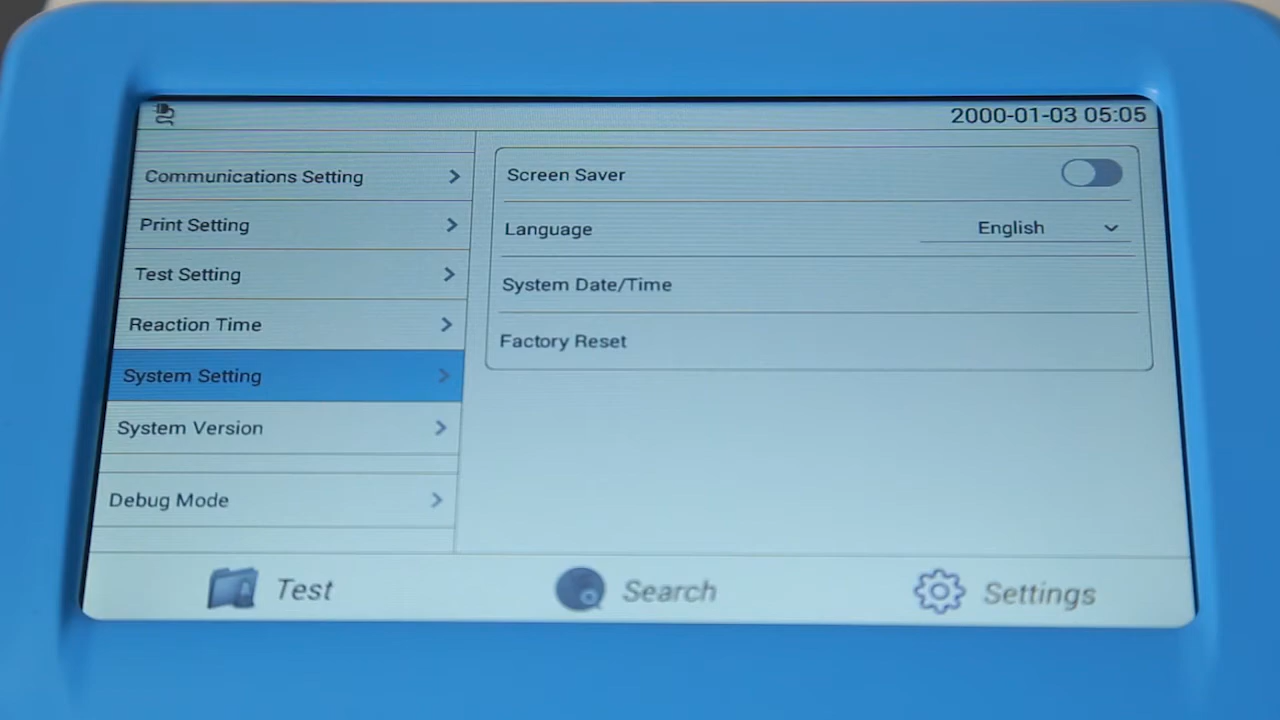 2000-01-03 05:05
Communications Setting
Print Setting
Test Setting
Reaction Time
System Setting
System Version
Debug Mode
Screen Saver
Language English
System Date/Time
Factory Reset
Test Search Settings